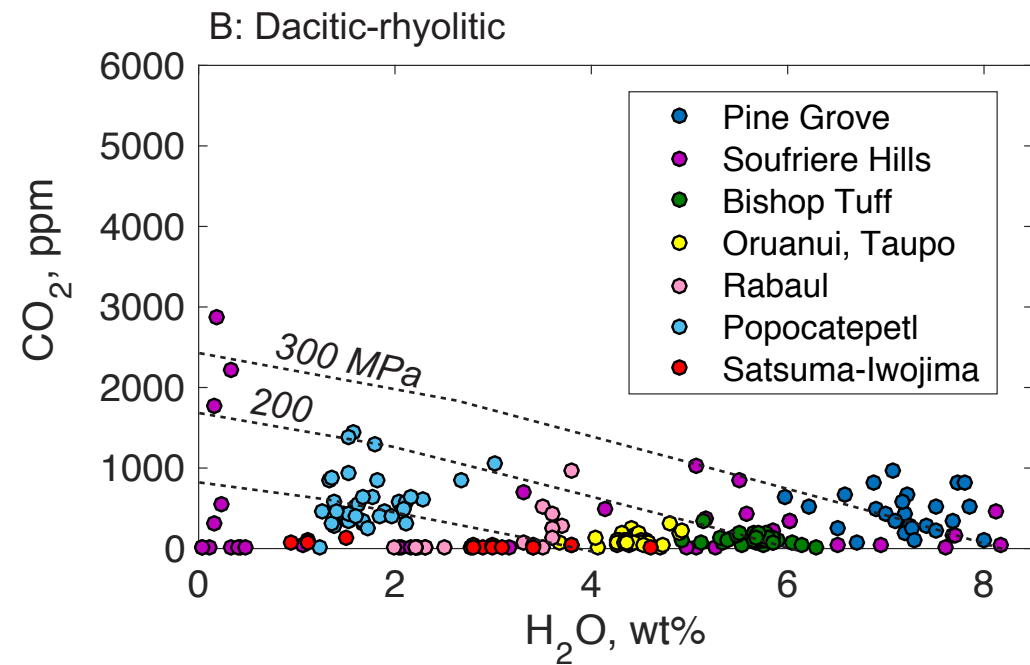 B: Dacitic-rhyolitic
6000
5000
4000
3000
2000
1000
0
CO2, ppm
Pine Grove
Soufriere Hills
Bishop Tuff
Oruanui, Taupo
Rabaul
Popocatepetl
Satsuma-Iwojima
300 MPa
200
0 2 4 6 8
H2O, wt%